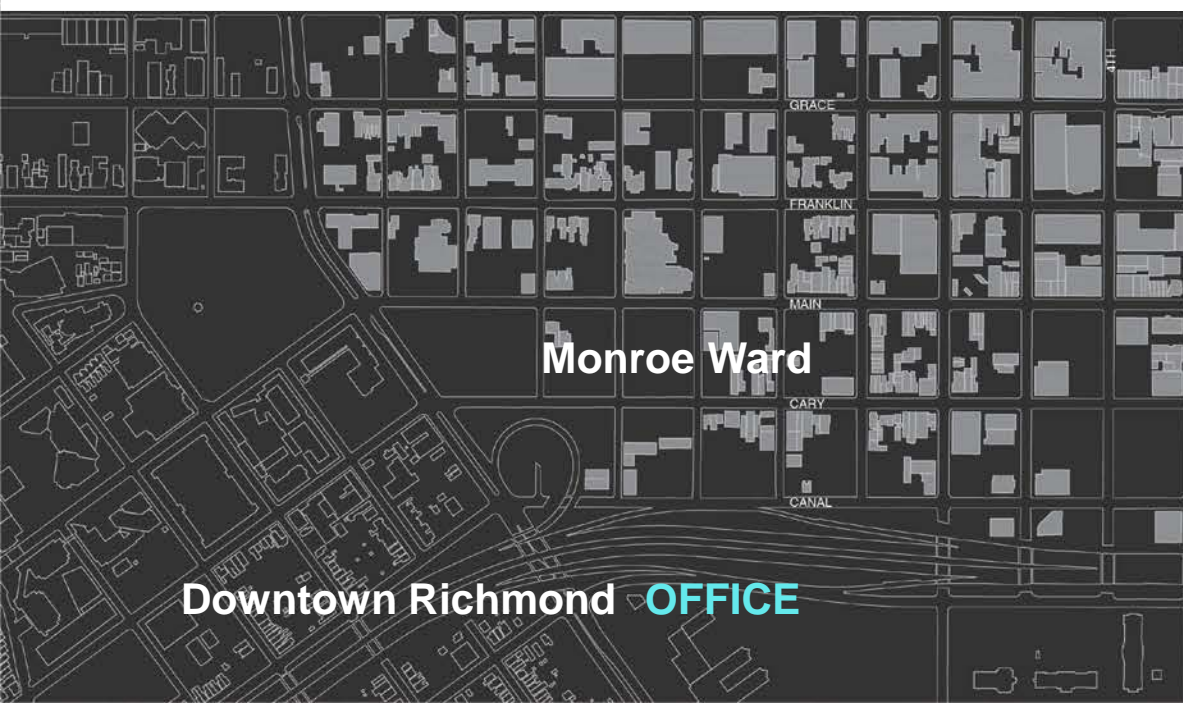 4TH
GRACE
FRANKLIN
MAIN
Monroe Ward
CARY
CANAL
Downtown Richmond OFFICE